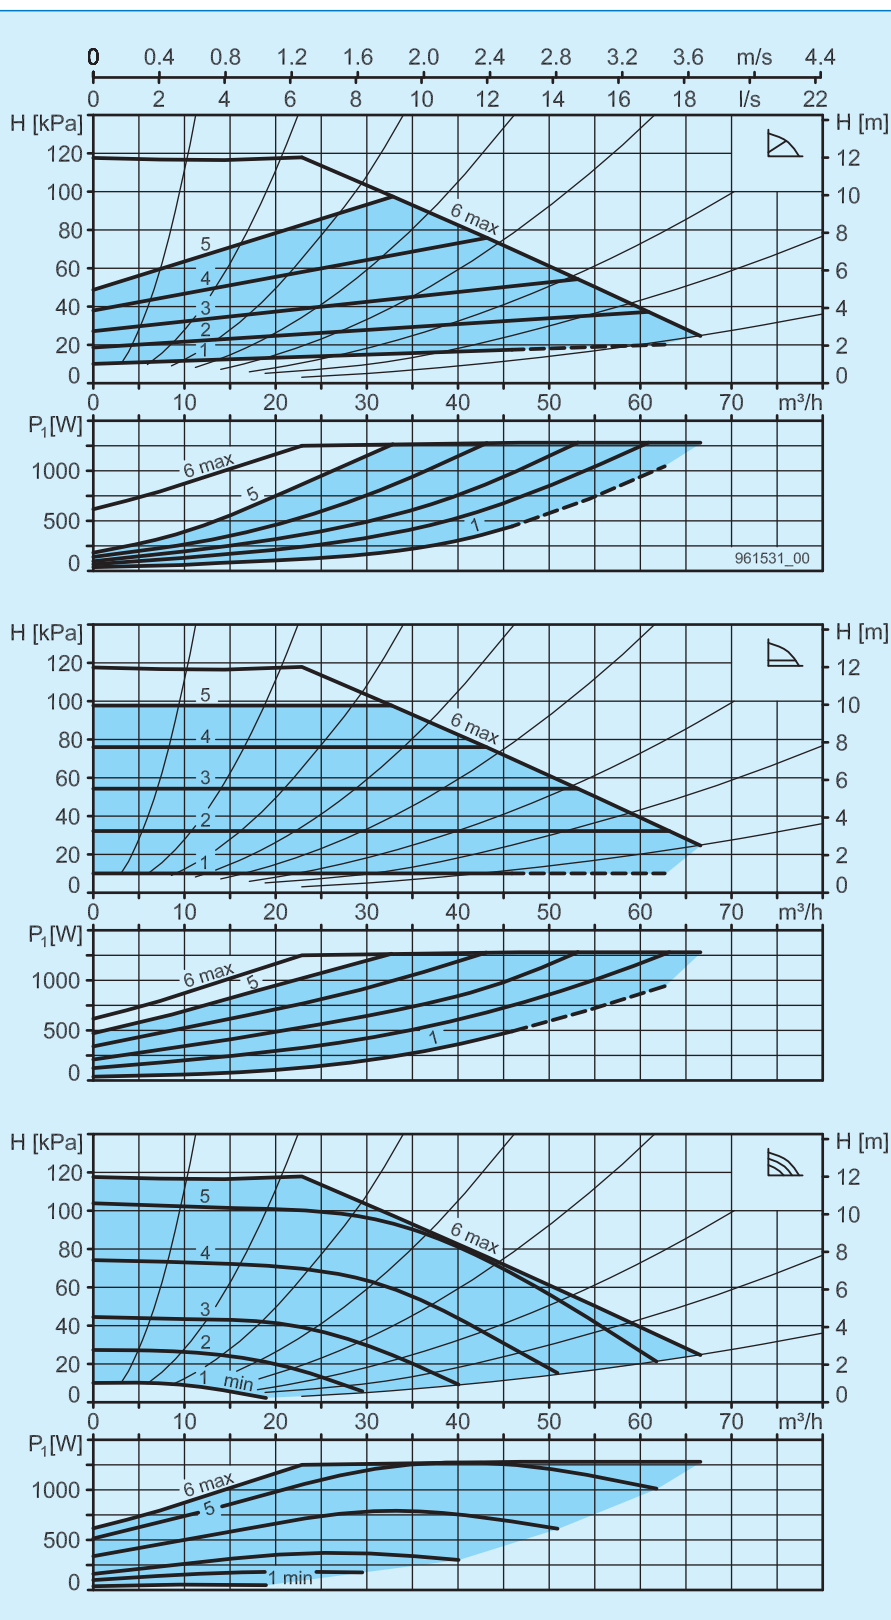 0 0.4 0.8 1.2 1.6 2.0 2.4 2.8 3.2 3.6 m/s 4.4
0 2 4 6 8 10 12 14 16 18 l/s 22
H [kPa] H [m]
120 12
100 10
6 max
80 8
5
60 6
4
40 4
3
2
20 2
1
0 0
0 10 20 30 40 50 60 70 m³/h
P₁[W]
6 max
1000
5
500
1
0
961531_00
H [kPa] H [m]
120 12
100 5 10
6 max
80 4 8
60 3 6
40 2 4
20 1 2
0 0
0 10 20 30 40 50 60 70 m³/h
P₁[W]
6 max
1000 5
500
1
0
H [kPa] H [m]
120 12
5
100 10
6 max
80 4 8
60 6
3
40 4
2
20 2
1 min
0 0
0 10 20 30 40 50 60 70 m³/h
P₁[W]
6 max
1000
5
500
1 min
0